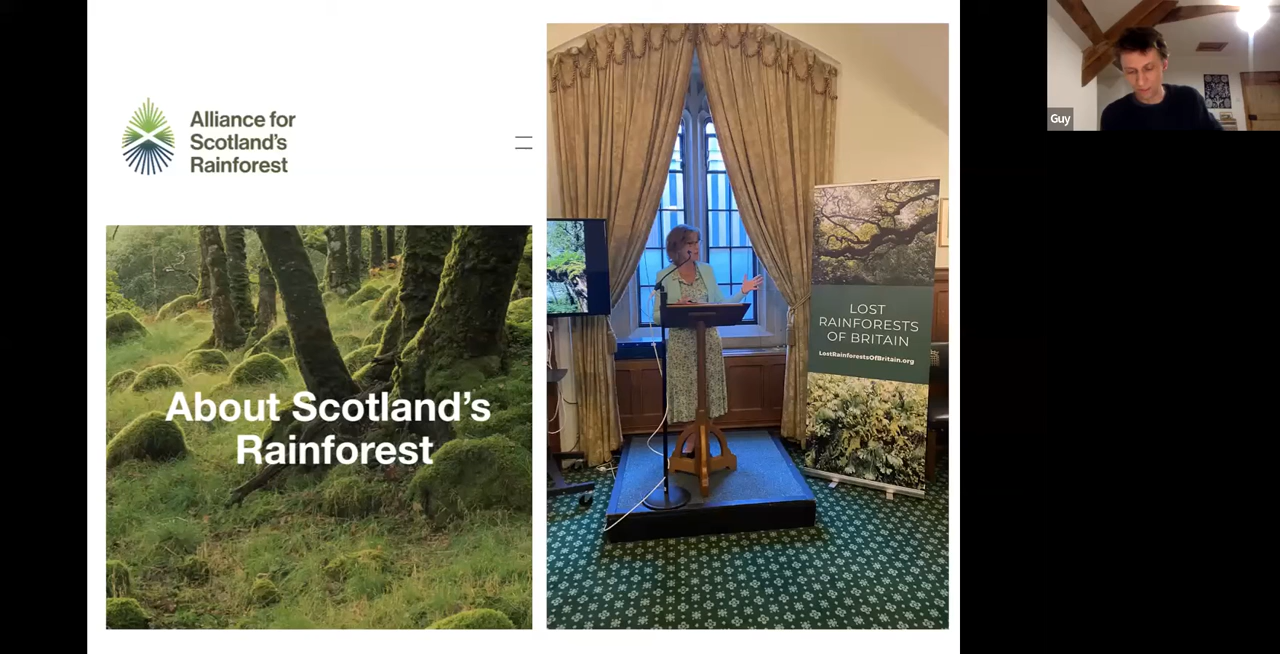 Alliance for
Scotland's
Rainforest
About Scotland's
Rainforest
LOST
RAINFORESTS
OF BRITAIN
LostRainforestsOfBritain.org
Guy